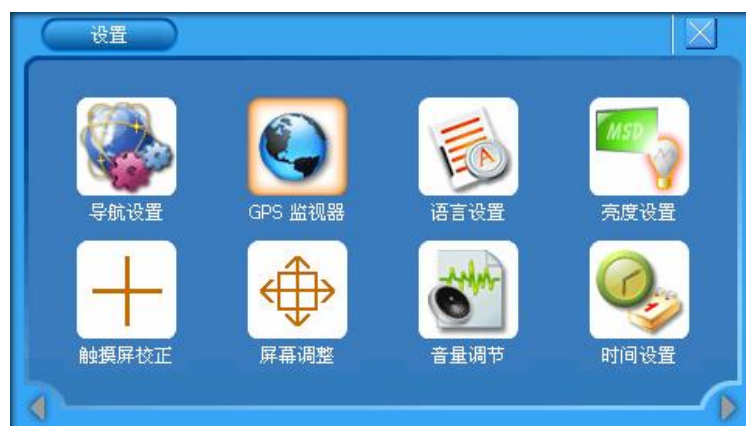 设置
导航设置
GPS 监视器
语言设置
MSD
亮度设置
触摸屏校正
屏幕调整
音量调节
时间设置